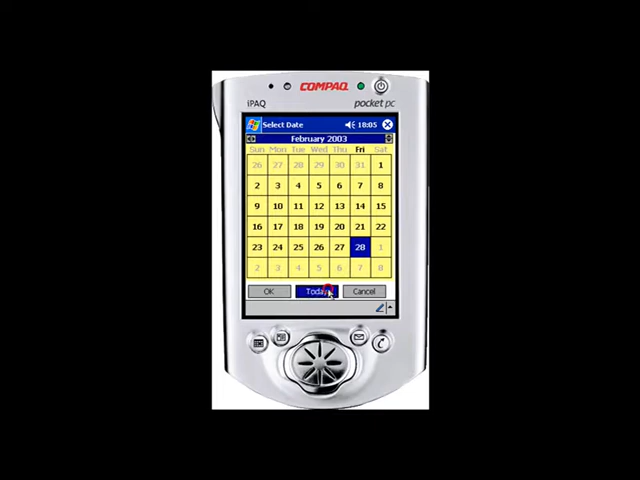 COMPAQ
iPAQ pocket pc
Select Date 18:05
February 2003
Sun Mon Tue Wed Thu Fri Sat
26 27 28 29 30 31 1
2 3 4 5 6 7 8
9 10 11 12 13 14 15
16 17 18 19 20 21 22
23 24 25 26 27 28 1
2 3 4 5 6 7 8
OK Today Cancel